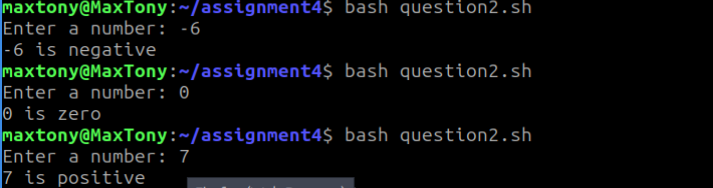 maxtony@MaxTony:~/assignment4$ bash question2.sh
Enter a number: -6
-6 is negative
maxtony@MaxTony:~/assignment4$ bash question2.sh
Enter a number: 0
0 is zero
maxtony@MaxTony:~/assignment4$ bash question2.sh
Enter a number: 7
7 is positive